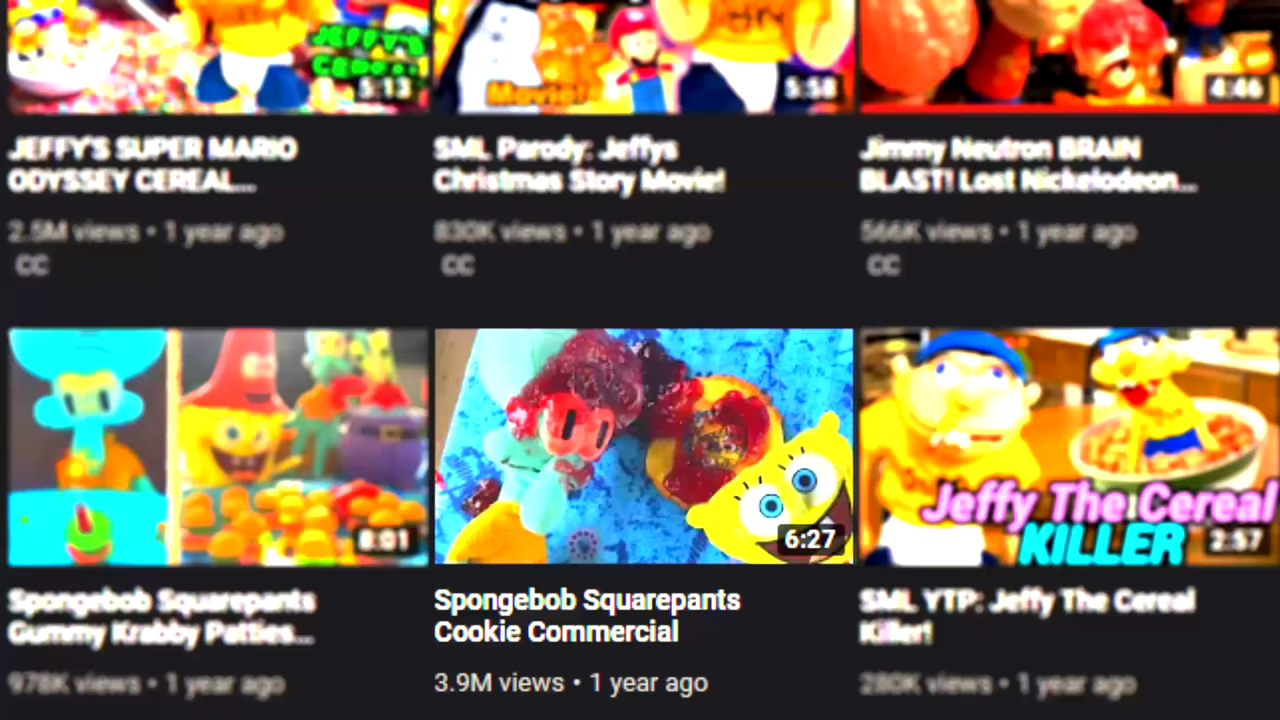 JEFFY'S
CEREAL
5:13
Movie!
5:58
4:46
JEFFY'S SUPER MARIO
ODYSSEY CEREAL...
SML Parody: Jeffys
Christmas Story Movie!
Jimmy Neutron BRAIN
BLAST! Lost Nickelodeon...
2.5M views • 1 year ago
830K views • 1 year ago
566K views • 1 year ago
CC
CC
CC
8:01
6:27
Jeffy The Cereal
KILLER
2:57
Spongebob Squarepants
Gummy Krabby Patties...
Spongebob Squarepants
Cookie Commercial
SML YTP: Jeffy The Cereal
Killer!
978K views • 1 year ago
3.9M views • 1 year ago
280K views • 1 year ago